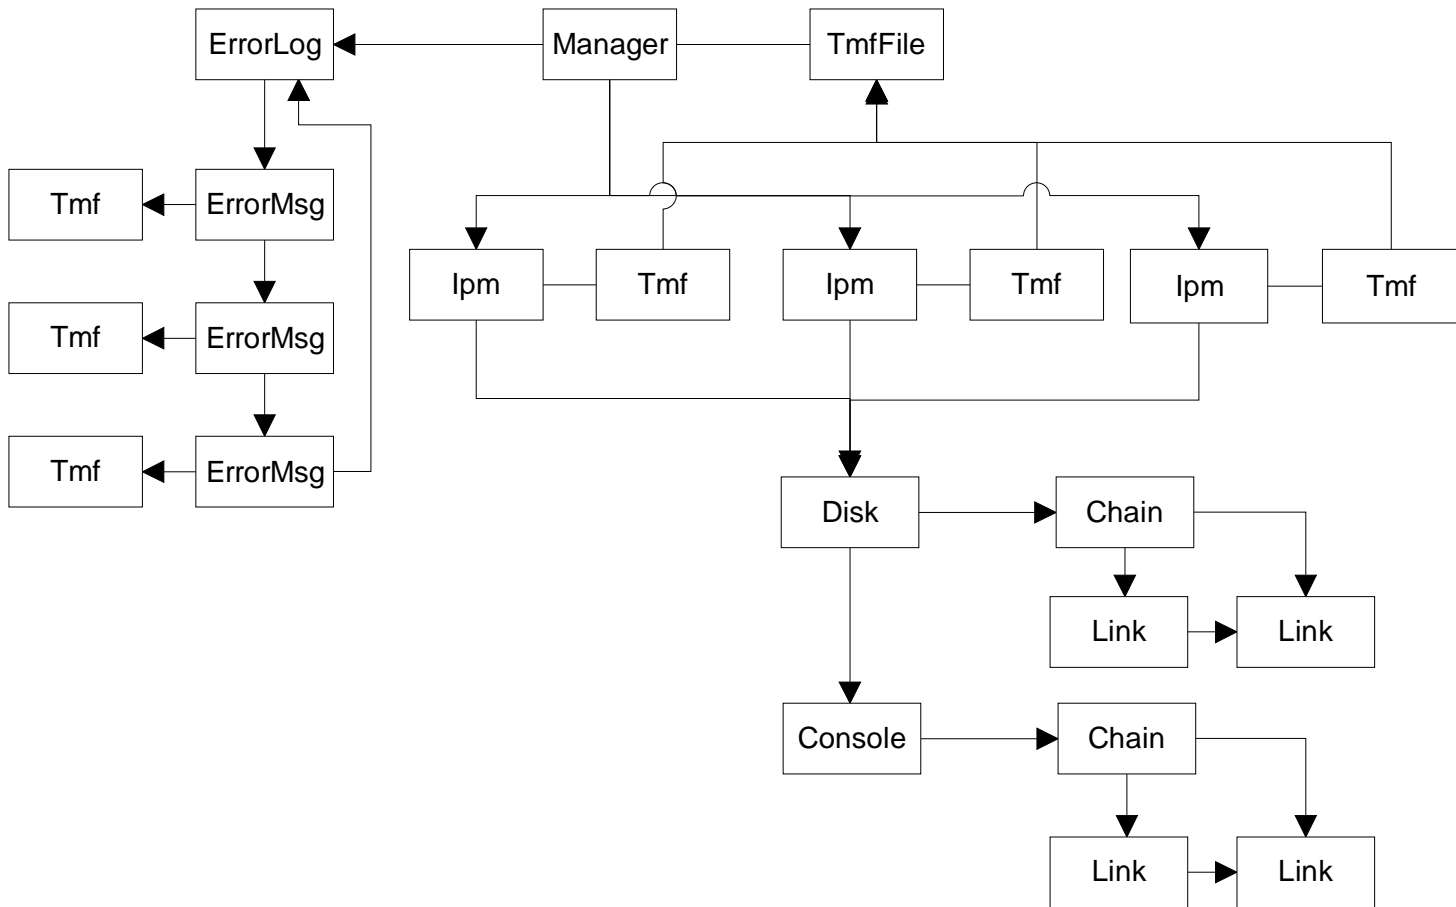 ErrorLog
Manager
TmfFile
Tmf
ErrorMsg
Ipm
Tmf
Ipm
Tmf
Ipm
Tmf
Tmf
ErrorMsg
Tmf
ErrorMsg
Disk
Chain
Link
Link
Console
Chain
Link
Link